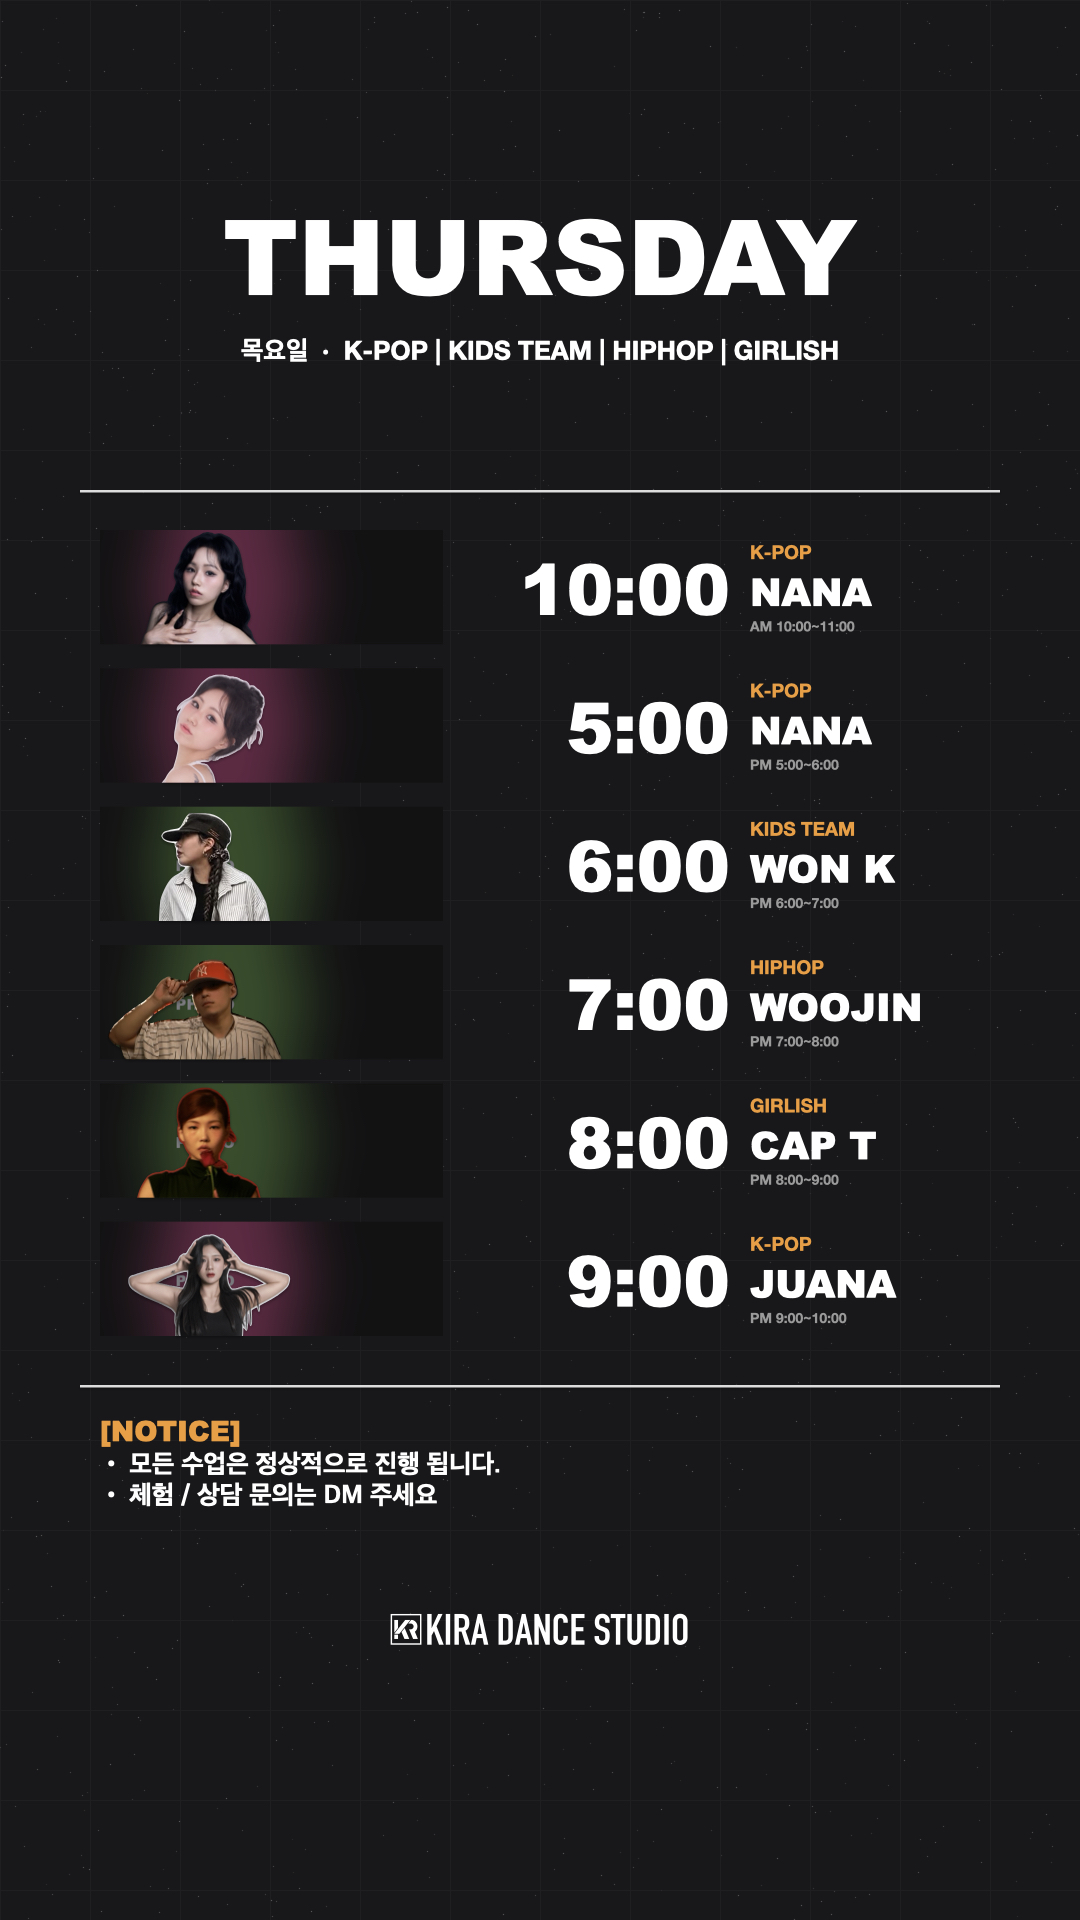 THURSDAY
목요일 · K-POP | KIDS TEAM | HIPHOP | GIRLISH
K-POP
10:00 NANA
AM 10:00~11:00
K-POP
5:00 NANA
PM 5:00~6:00
KIDS TEAM
6:00 WON K
PM 6:00~7:00
HIPHOP
7:00 WOOJIN
PM 7:00~8:00
GIRLISH
8:00 CAP T
PM 8:00~9:00
K-POP
9:00 JUANA
PM 9:00~10:00
[NOTICE]
• 모든 수업은 정상적으로 진행 됩니다.
• 체험 / 상담 문의는 DM 주세요
KR KIRA DANCE STUDIO